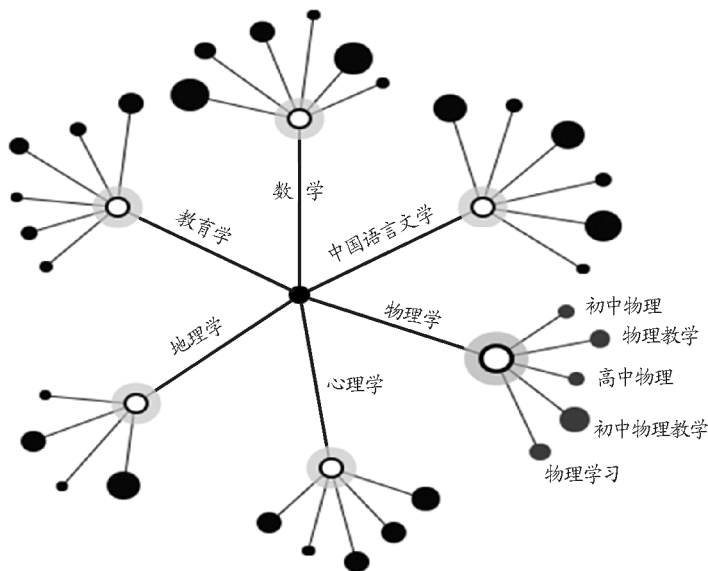 数 学
中国语言文学
教育学
物理学
初中物理
物理教学
高中物理
初中物理教学
物理学习
地理学
心理学